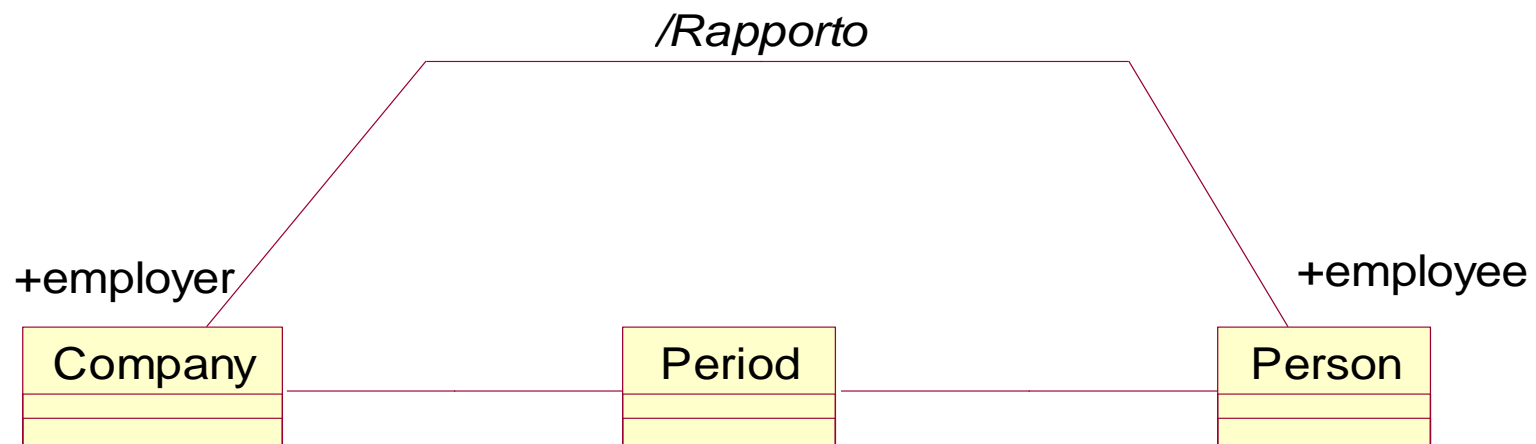 /Rapporto
+employer
+employee
Company
Period
Person